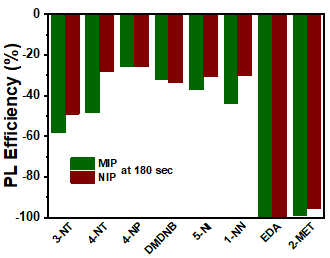 PL Efficiency (%)
0
-20
-40
-60
-80
-100
MIP
NIP
at 180 sec
3-NT
4-NT
4-NP
DMDNB
5-NI
1-NN
EDA
2-MET